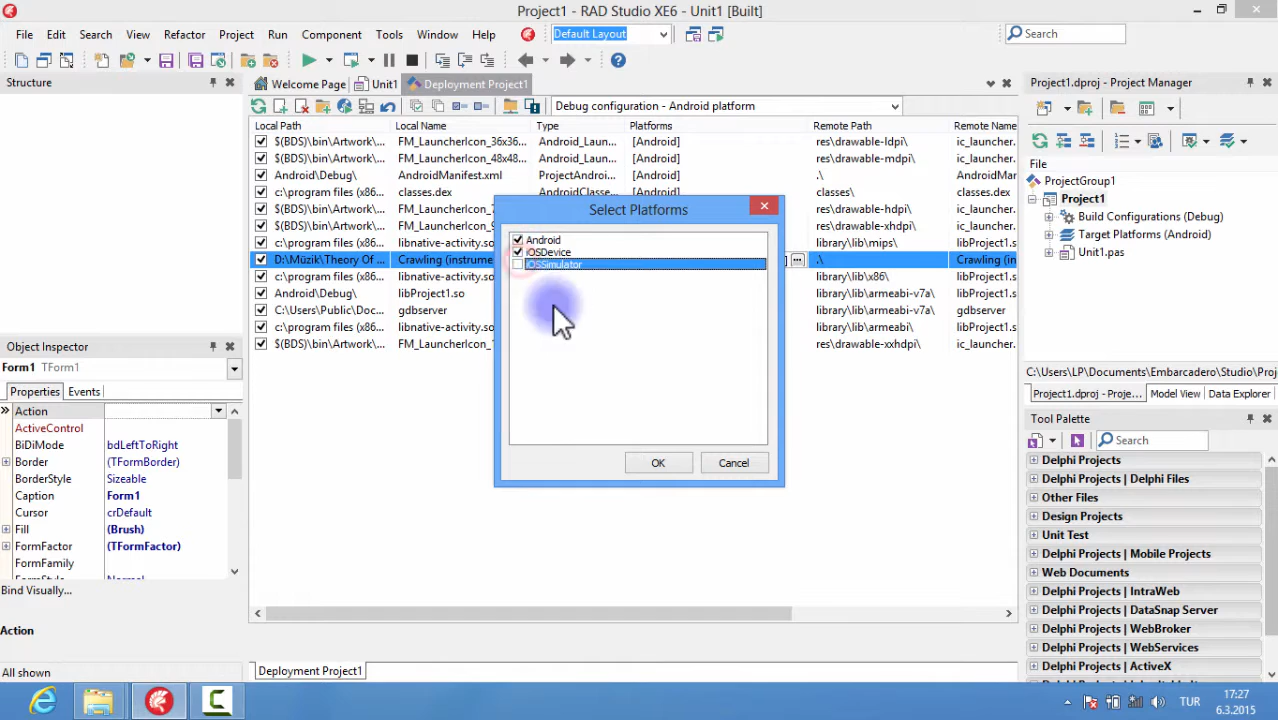 Project1 - RAD Studio XE6 - Unit1 [Built]
File Edit Search View Refactor Project Run Component Tools Window Help
Default Layout
Search
Structure
Welcome Page Unit1 Deployment Project1
Debug configuration - Android platform
Local Path Local Name Type Platforms Remote Path Remote Name
$(BDS)\bin\Artwork\... FM_LauncherIcon_36x36... Android_Laun... [Android] res\drawable-ldpi\ ic_launcher.
$(BDS)\bin\Artwork\... FM_LauncherIcon_48x48... Android_Laun... [Android] res\drawable-mdpi\ ic_launcher.
Android\Debug\ AndroidManifest.xml ProjectAndroi... [Android] .\ AndroidMan
c:\program files (x86... classes.dex AndroidClasse... [Android] classes\ classes.dex
$(BDS)\bin\Artwork\... res\drawable-hdpi\ ic_launcher.
$(BDS)\bin\Artwork\... res\drawable-xhdpi\ ic_launcher.
c:\program files (x86... libnative-activity.so library\lib\mips\ libProject1.s
D:\Müzik\Theory Of ... Crawling (instrume .\ Crawling (in
c:\program files (x86... libnative-activity.so library\lib\x86\ libProject1.s
Android\Debug\ libProject1.so library\lib\armeabi-v7a\ libProject1.s
C:\Users\Public\Doc... gdbserver library\lib\armeabi-v7a\ gdbserver
c:\program files (x86... libnative-activity.so library\lib\armeabi\ libProject1.s
$(BDS)\bin\Artwork\... res\drawable-xxhdpi\ ic_launcher.
Select Platforms
Android
iOSDevice
iOSSimulator
OK Cancel
Object Inspector
Form1 TForm1
Properties Events
Action
ActiveControl
BiDiMode bdLeftToRight
Border (TFormBorder)
BorderStyle Sizeable
Caption Form1
Cursor crDefault
Fill (Brush)
FormFactor (TFormFactor)
FormFamily
Bind Visually...
Action
All shown
Deployment Project1
Project1.dproj - Project Manager
File
ProjectGroup1
Project1
Build Configurations (Debug)
Target Platforms (Android)
Unit1.pas
C:\Users\LP\Documents\Embarcadero\Studio\Proj
Project1.dproj - Proje... Model View Data Explorer
Tool Palette
Search
Delphi Projects
Delphi Projects | Delphi Files
Other Files
Design Projects
Unit Test
Delphi Projects | Mobile Projects
Web Documents
Delphi Projects | IntraWeb
Delphi Projects | DataSnap Server
Delphi Projects | WebBroker
Delphi Projects | WebServices
Delphi Projects | ActiveX
TUR
17:27
6.3.2015